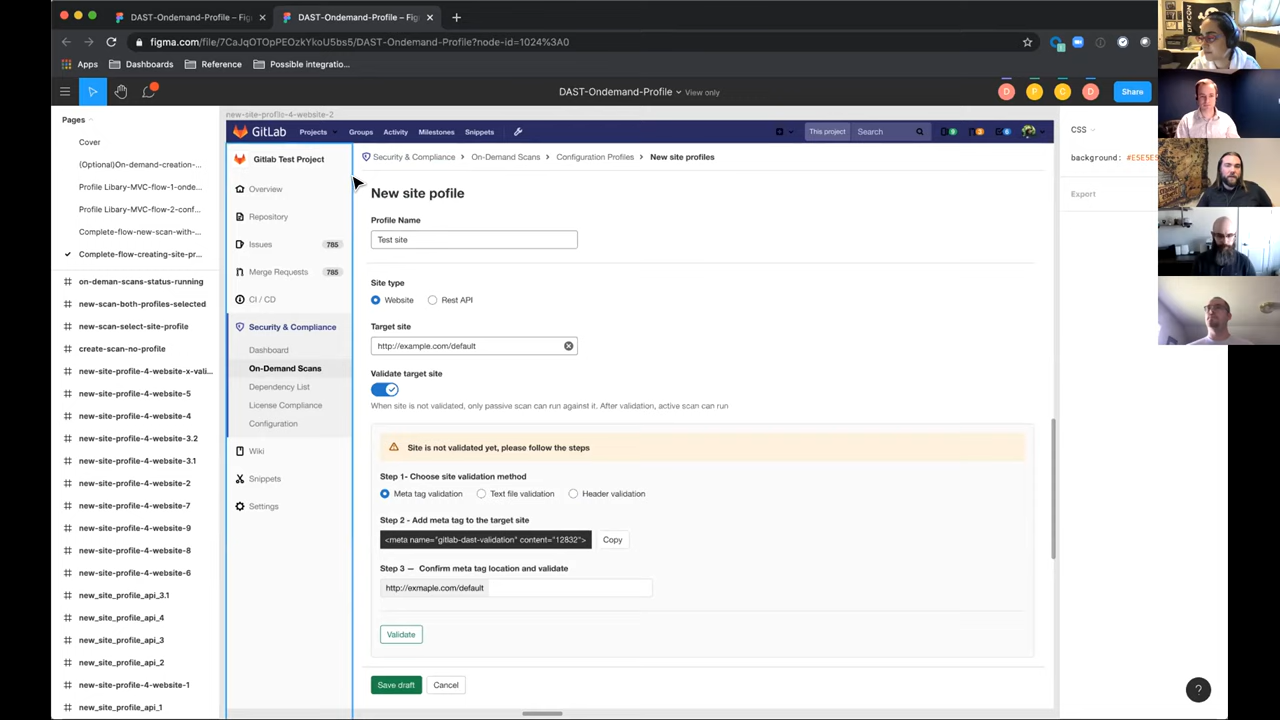 DAST-Ondemand-Profile – Fig
DAST-Ondemand-Profile – Fig
figma.com/file/7CaJqOTOpPEOzkYkoU5bs5/DAST-Ondemand-Profile?node-id=1024%3A0
Apps
Dashboards
Reference
Possible integratio...
DAST-Ondemand-Profile
View only
D
P
C
D
Share
Pages
Cover
(Optional)On-demand-creation-...
Profile Libary-MVC-flow-1-onde...
Profile Libary-MVC-flow-2-conf...
Complete-flow-new-scan-with-...
Complete-flow-creating-site-pr...
on-deman-scans-status-running
new-scan-both-profiles-selected
new-scan-select-site-profile
create-scan-no-profile
new-site-profile-4-website-x-vali...
new-site-profile-4-website-5
new-site-profile-4-website-4
new-site-profile-4-website-3.2
new-site-profile-4-website-3.1
new-site-profile-4-website-2
new-site-profile-4-website-7
new-site-profile-4-website-9
new-site-profile-4-website-8
new-site-profile-4-website-6
new_site_profile_api_3.1
new_site_profile_api_4
new_site_profile_api_3
new_site_profile_api_2
new-site-profile-4-website-1
new_site_profile_api_1
new-site-profile-4-website-2
GitLab
Projects
Groups
Activity
Milestones
Snippets
This project
Search
Gitlab Test Project
Overview
Repository
Issues
785
Merge Requests
785
CI / CD
Security & Compliance
Dashboard
On-Demand Scans
Dependency List
License Compliance
Configuration
Wiki
Snippets
Settings
Security & Compliance
On-Demand Scans
Configuration Profiles
New site profiles
New site pofile
Profile Name
Test site
Site type
Website
Rest API
Target site
http://example.com/default
Validate target site
When site is not validated, only passive scan can run against it. After validation, active scan can run
Site is not validated yet, please follow the steps
Step 1- Choose site validation method
Meta tag validation
Text file validation
Header validation
Step 2 - Add meta tag to the target site
<meta name="gitlab-dast-validation" content="12832">
Copy
Step 3 — Confirm meta tag location and validate
http://exmaple.com/default
Validate
Save draft
Cancel
CSS
background: #E5E5E5
Export
?